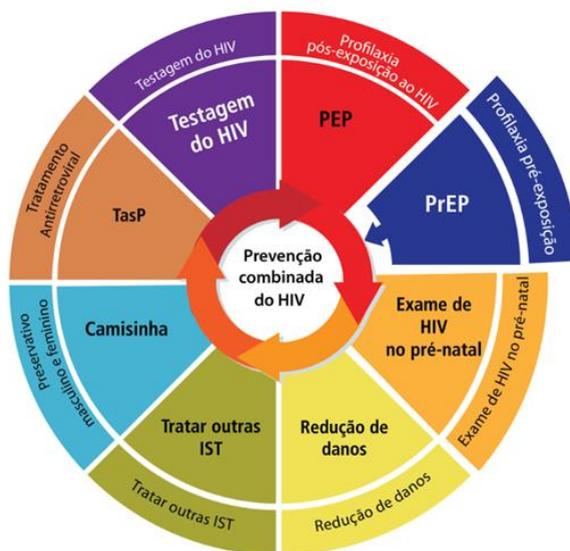 Testagem do HIV
Testagem
do HIV
Profilaxia
pós-exposição ao HIV
PEP
Profilaxia pré-exposição
PrEP
Exame de HIV no pré-natal
Exame de
HIV
no pré-natal
Redução de
danos
Redução de danos
Tratar outras
IST
Tratar outras IST
Preservativo
masculino e feminino
Camisinha
Tratamento
Antirretroviral
TasP
Prevenção
combinada
do HIV